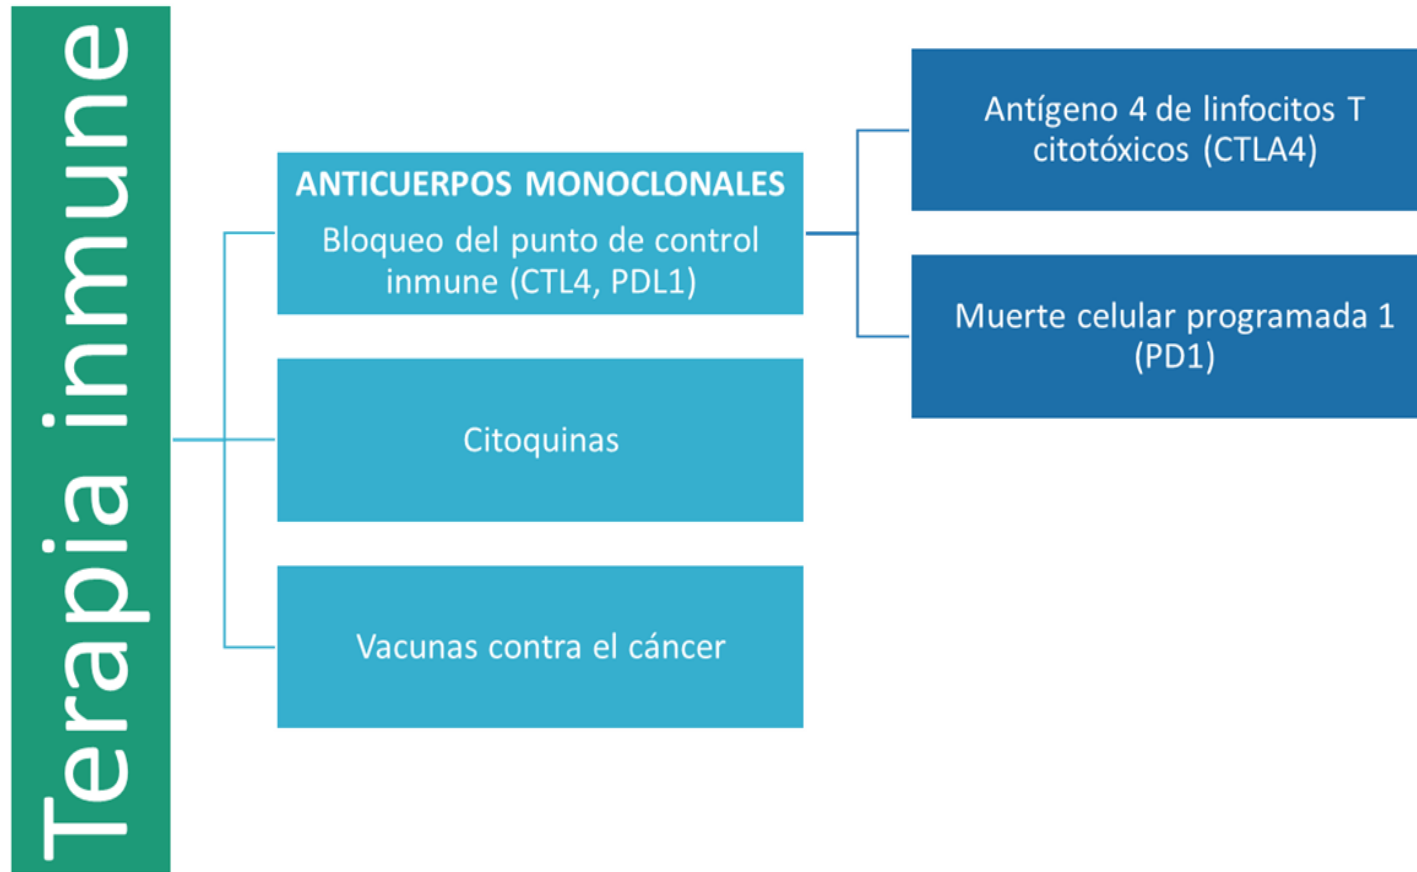 Terapia inmune
ANTICUERPOS MONOCLONALES
Bloqueo del punto de control
inmune (CTL4, PDL1)
Citoquinas
Vacunas contra el cáncer
Antígeno 4 de linfocitos T
citotóxicos (CTLA4)
Muerte celular programada 1
(PD1)